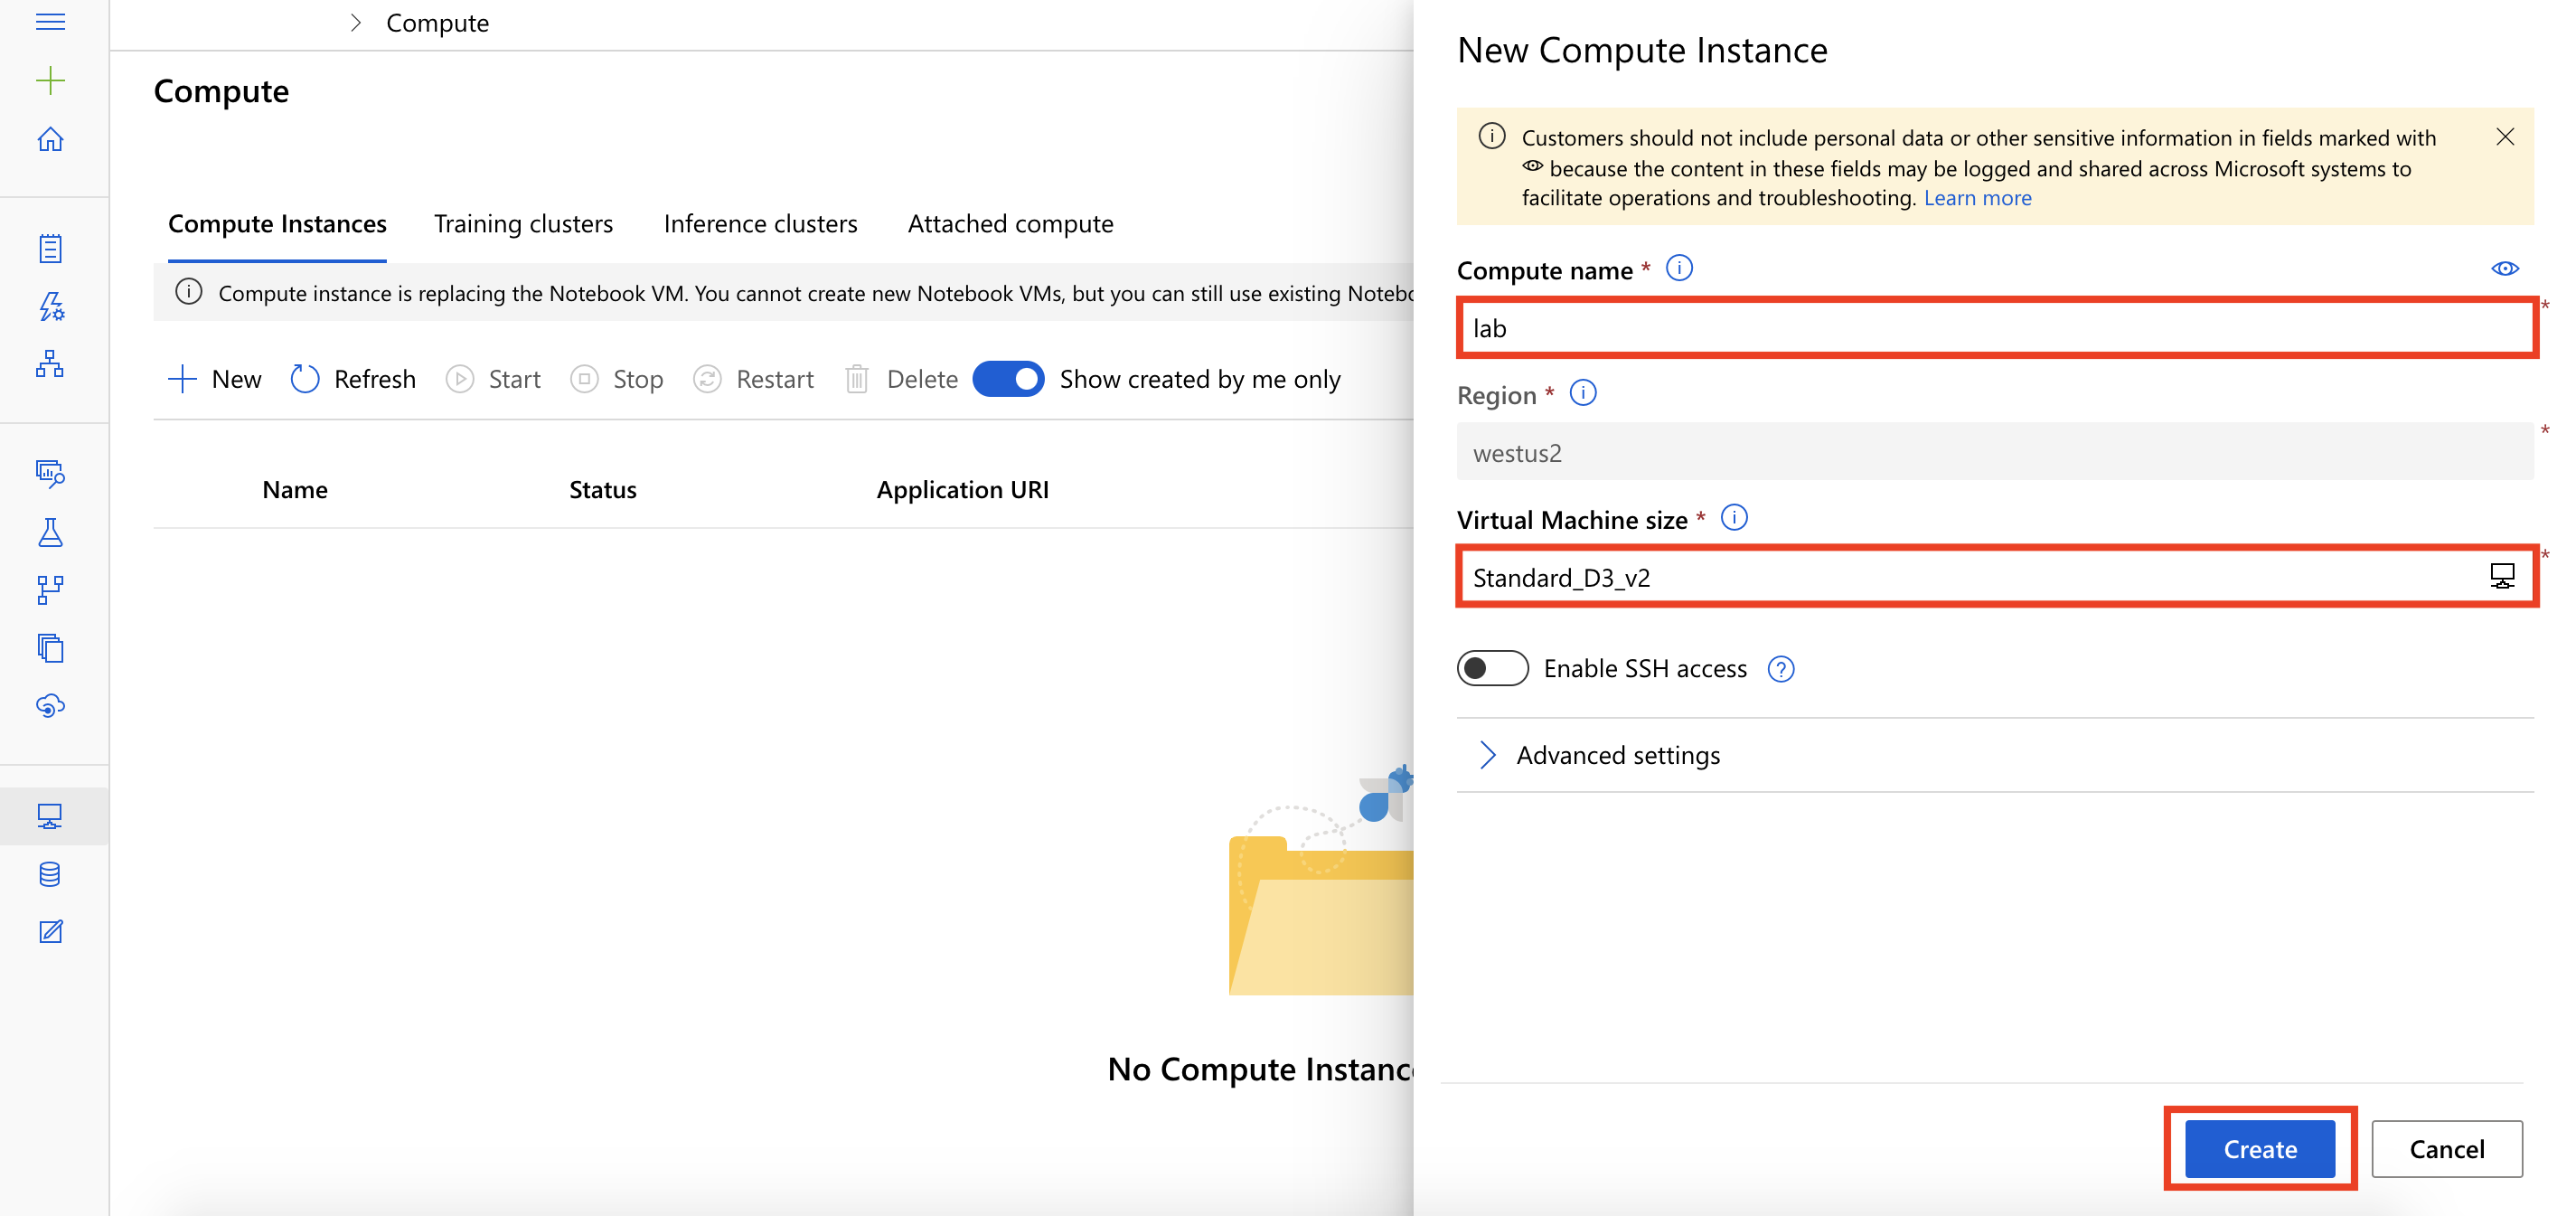 Compute
Compute
Compute Instances Training clusters Inference clusters Attached compute
Compute instance is replacing the Notebook VM. You cannot create new Notebook VMs, but you can still use existing
New Refresh Start Stop Restart Delete Show created by me only
Name Status Application URI
No Compute
New Compute Instance
Customers should not include personal data or other sensitive information in fields marked with
because the content in these fields may be logged and shared across Microsoft systems to
facilitate operations and troubleshooting. Learn more
Compute name *
*
lab
Region *
*
westus2
Virtual Machine size *
*
Standard_D3_v2
Enable SSH access
Advanced settings
Create Cancel